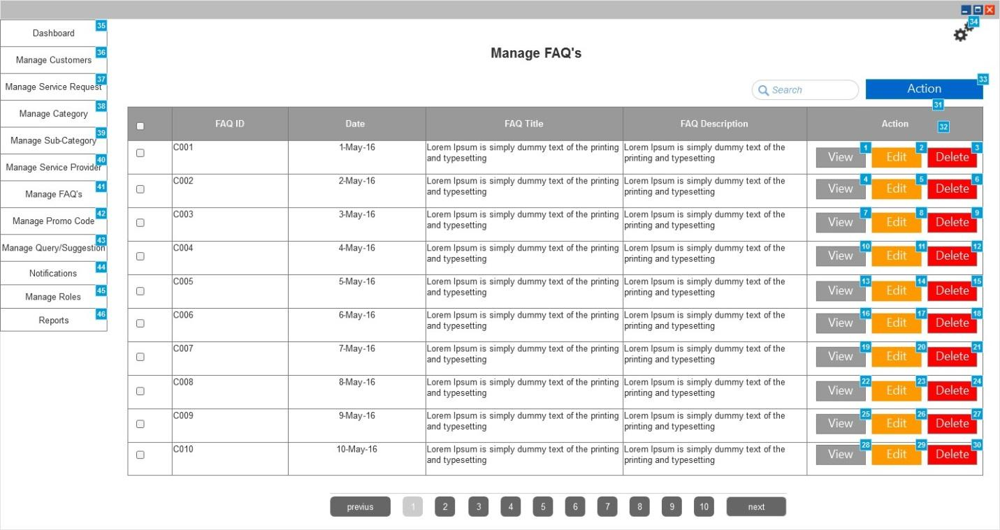 34
35
Dashboard
36
Manage Customers
37
Manage Service Request
38
Manage Category
39
Manage Sub-Category
40
Manage Service Provider
41
Manage FAQ's
42
Manage Promo Code
43
Manage Query/Suggestion
44
Notifications
45
Manage Roles
46
Reports
Manage FAQ's
Search
Action 33
31
FAQ ID Date FAQ Title FAQ Description Action 32
C001 1-May-16 Lorem Ipsum is simply dummy text of the printing Lorem Ipsum is simply dummy text of the 1 2 3
and typesetting printing and typesetting View Edit Delete
C002 2-May-16 Lorem Ipsum is simply dummy text of the printing Lorem Ipsum is simply dummy text of the 4 5 6
and typesetting printing and typesetting View Edit Delete
C003 3-May-16 Lorem Ipsum is simply dummy text of the printing Lorem Ipsum is simply dummy text of the 7 8 9
and typesetting printing and typesetting View Edit Delete
C004 4-May-16 Lorem Ipsum is simply dummy text of the printing Lorem Ipsum is simply dummy text of the 10 11 12
and typesetting printing and typesetting View Edit Delete
C005 5-May-16 Lorem Ipsum is simply dummy text of the printing Lorem Ipsum is simply dummy text of the 13 14 15
and typesetting printing and typesetting View Edit Delete
C006 6-May-16 Lorem Ipsum is simply dummy text of the printing Lorem Ipsum is simply dummy text of the 16 17 18
and typesetting printing and typesetting View Edit Delete
C007 7-May-16 Lorem Ipsum is simply dummy text of the printing Lorem Ipsum is simply dummy text of the 19 20 21
and typesetting printing and typesetting View Edit Delete
C008 8-May-16 Lorem Ipsum is simply dummy text of the printing Lorem Ipsum is simply dummy text of the 22 23 24
and typesetting printing and typesetting View Edit Delete
C009 9-May-16 Lorem Ipsum is simply dummy text of the printing Lorem Ipsum is simply dummy text of the 25 26 27
and typesetting printing and typesetting View Edit Delete
C010 10-May-16 Lorem Ipsum is simply dummy text of the printing Lorem Ipsum is simply dummy text of the 28 29 30
and typesetting printing and typesetting View Edit Delete
previus 1 2 3 4 5 6 7 8 9 10 next